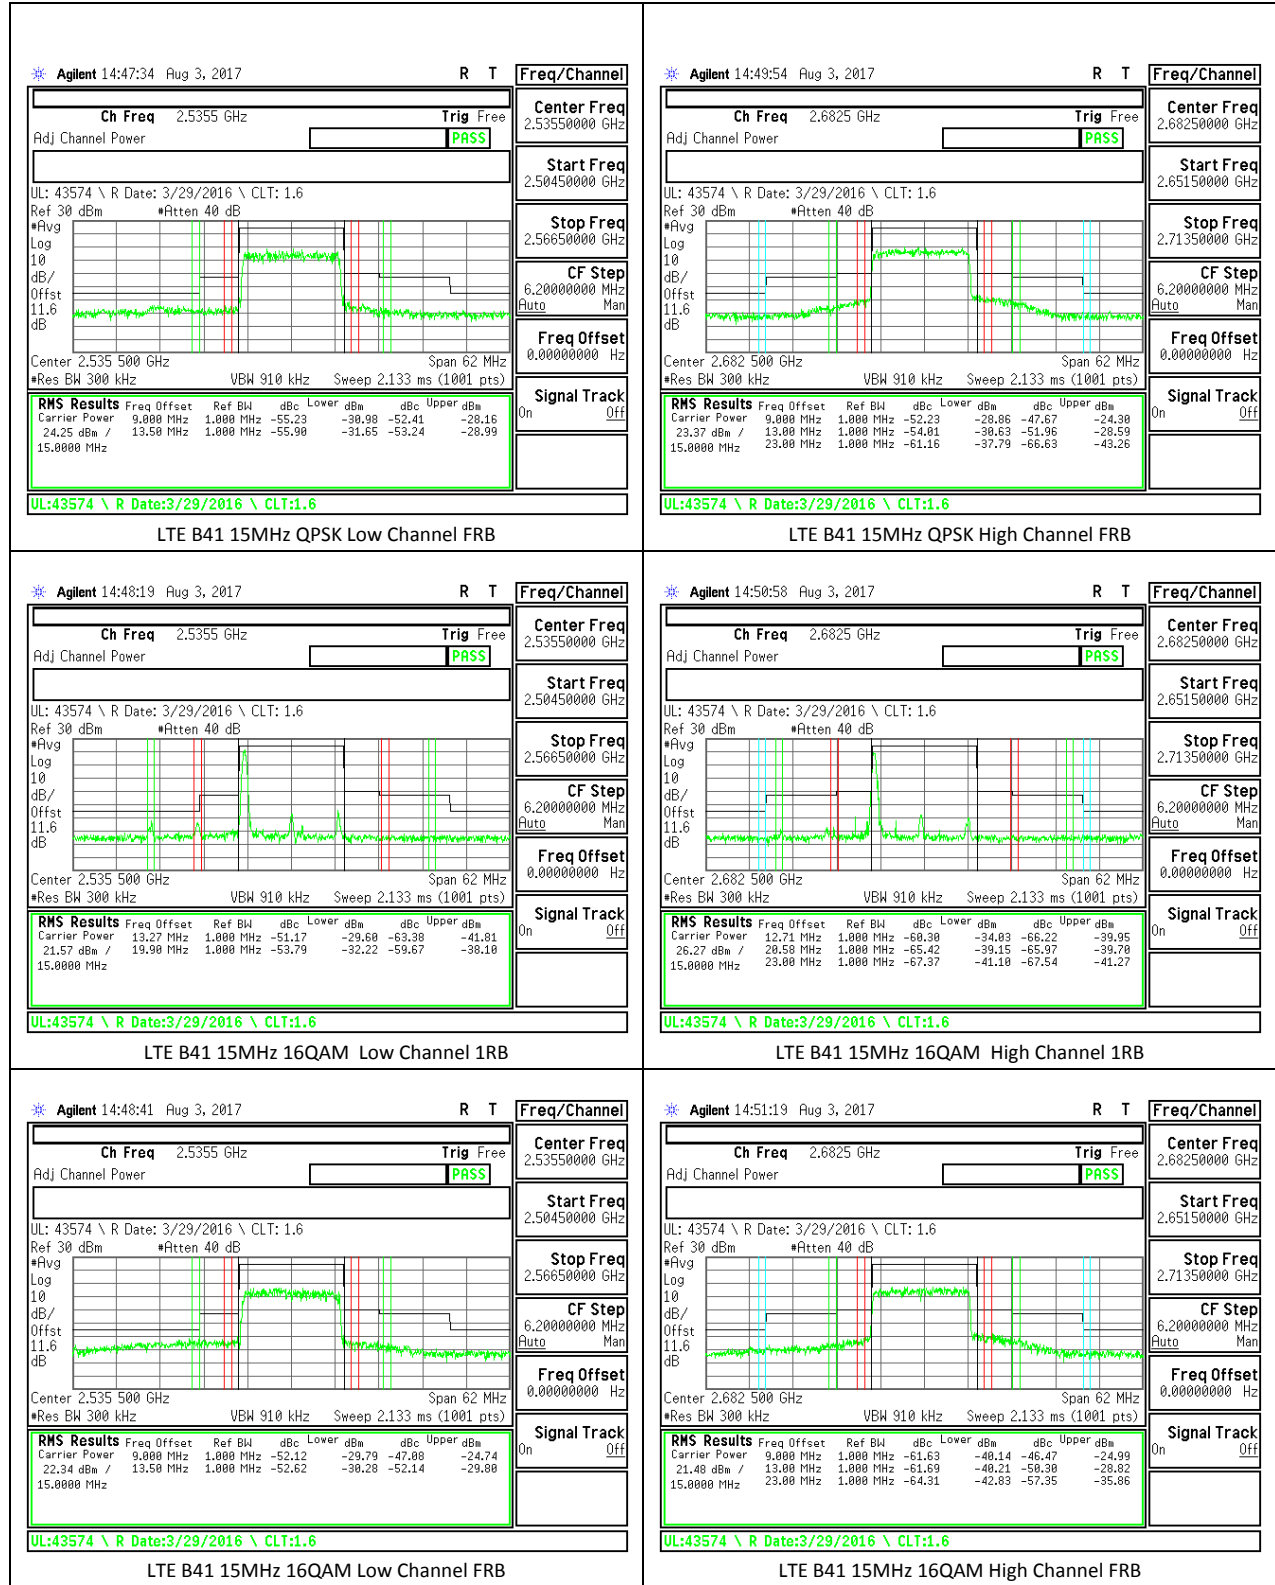 Agilent 14:47:34 Aug 3, 2017 R T Freq/Channel
Ch Freq 2.5355 GHz Trig Free
Adj Channel Power PASS
Center Freq
2.53550000 GHz
Start Freq
2.50450000 GHz
UL: 43574 \ R Date: 3/29/2016 \ CLT: 1.6
Ref 30 dBm #Atten 40 dB
#Avg
Log
10
dB/
Offst
11.6
dB
Stop Freq
2.56650000 GHz
CF Step
6.20000000 MHz
Auto Man
Freq Offset
0.00000000 Hz
Center 2.535 500 GHz Span 62 MHz
#Res BW 300 kHz VBW 910 kHz Sweep 2.133 ms (1001 pts)
Signal Track
On Off
RMS Results Freq Offset Ref BW dBc Lower dBm dBc Upper dBm
Carrier Power 9.000 MHz 1.000 MHz -55.23 -30.98 -52.41 -28.16
24.25 dBm / 13.50 MHz 1.000 MHz -55.90 -31.65 -53.24 -28.99
15.0000 MHz
UL:43574 \ R Date:3/29/2016 \ CLT:1.6
LTE B41 15MHz QPSK Low Channel FRB
Agilent 14:49:54 Aug 3, 2017 R T Freq/Channel
Ch Freq 2.6825 GHz Trig Free
Adj Channel Power PASS
Center Freq
2.68250000 GHz
Start Freq
2.65150000 GHz
UL: 43574 \ R Date: 3/29/2016 \ CLT: 1.6
Ref 30 dBm #Atten 40 dB
#Avg
Log
10
dB/
Offst
11.6
dB
Stop Freq
2.71350000 GHz
CF Step
6.20000000 MHz
Auto Man
Freq Offset
0.00000000 Hz
Center 2.682 500 GHz Span 62 MHz
#Res BW 300 kHz VBW 910 kHz Sweep 2.133 ms (1001 pts)
Signal Track
On Off
RMS Results Freq Offset Ref BW dBc Lower dBm dBc Upper dBm
Carrier Power 9.000 MHz 1.000 MHz -52.23 -28.86 -47.67 -24.30
23.37 dBm / 13.00 MHz 1.000 MHz -54.01 -30.63 -51.96 -28.59
15.0000 MHz 23.00 MHz 1.000 MHz -61.16 -37.79 -66.63 -43.26
UL:43574 \ R Date:3/29/2016 \ CLT:1.6
LTE B41 15MHz QPSK High Channel FRB
Agilent 14:48:19 Aug 3, 2017 R T Freq/Channel
Ch Freq 2.5355 GHz Trig Free
Adj Channel Power PASS
Center Freq
2.53550000 GHz
Start Freq
2.50450000 GHz
UL: 43574 \ R Date: 3/29/2016 \ CLT: 1.6
Ref 30 dBm #Atten 40 dB
#Avg
Log
10
dB/
Offst
11.6
dB
Stop Freq
2.56650000 GHz
CF Step
6.20000000 MHz
Auto Man
Freq Offset
0.00000000 Hz
Center 2.535 500 GHz Span 62 MHz
#Res BW 300 kHz VBW 910 kHz Sweep 2.133 ms (1001 pts)
Signal Track
On Off
RMS Results Freq Offset Ref BW dBc Lower dBm dBc Upper dBm
Carrier Power 13.27 MHz 1.000 MHz -51.17 -29.60 -63.38 -41.81
21.57 dBm / 19.90 MHz 1.000 MHz -53.79 -32.22 -59.67 -38.10
15.0000 MHz
UL:43574 \ R Date:3/29/2016 \ CLT:1.6
LTE B41 15MHz 16QAM Low Channel 1RB
Agilent 14:50:58 Aug 3, 2017 R T Freq/Channel
Ch Freq 2.6825 GHz Trig Free
Adj Channel Power PASS
Center Freq
2.68250000 GHz
Start Freq
2.65150000 GHz
UL: 43574 \ R Date: 3/29/2016 \ CLT: 1.6
Ref 30 dBm #Atten 40 dB
#Avg
Log
10
dB/
Offst
11.6
dB
Stop Freq
2.71350000 GHz
CF Step
6.20000000 MHz
Auto Man
Freq Offset
0.00000000 Hz
Center 2.682 500 GHz Span 62 MHz
#Res BW 300 kHz VBW 910 kHz Sweep 2.133 ms (1001 pts)
Signal Track
On Off
RMS Results Freq Offset Ref BW dBc Lower dBm dBc Upper dBm
Carrier Power 12.71 MHz 1.000 MHz -60.30 -34.03 -66.22 -39.95
26.27 dBm / 20.58 MHz 1.000 MHz -65.42 -39.15 -65.97 -39.70
15.0000 MHz 23.00 MHz 1.000 MHz -67.37 -41.10 -67.54 -41.27
UL:43574 \ R Date:3/29/2016 \ CLT:1.6
LTE B41 15MHz 16QAM High Channel 1RB
Agilent 14:48:41 Aug 3, 2017 R T Freq/Channel
Ch Freq 2.5355 GHz Trig Free
Adj Channel Power PASS
Center Freq
2.53550000 GHz
Start Freq
2.50450000 GHz
UL: 43574 \ R Date: 3/29/2016 \ CLT: 1.6
Ref 30 dBm #Atten 40 dB
#Avg
Log
10
dB/
Offst
11.6
dB
Stop Freq
2.56650000 GHz
CF Step
6.20000000 MHz
Auto Man
Freq Offset
0.00000000 Hz
Center 2.535 500 GHz Span 62 MHz
#Res BW 300 kHz VBW 910 kHz Sweep 2.133 ms (1001 pts)
Signal Track
On Off
RMS Results Freq Offset Ref BW dBc Lower dBm dBc Upper dBm
Carrier Power 9.000 MHz 1.000 MHz -52.12 -29.79 -47.08 -24.74
22.34 dBm / 13.50 MHz 1.000 MHz -52.62 -30.28 -52.14 -29.80
15.0000 MHz
UL:43574 \ R Date:3/29/2016 \ CLT:1.6
LTE B41 15MHz 16QAM Low Channel FRB
Agilent 14:51:19 Aug 3, 2017 R T Freq/Channel
Ch Freq 2.6825 GHz Trig Free
Adj Channel Power PASS
Center Freq
2.68250000 GHz
Start Freq
2.65150000 GHz
UL: 43574 \ R Date: 3/29/2016 \ CLT: 1.6
Ref 30 dBm #Atten 40 dB
#Avg
Log
10
dB/
Offst
11.6
dB
Stop Freq
2.71350000 GHz
CF Step
6.20000000 MHz
Auto Man
Freq Offset
0.00000000 Hz
Center 2.682 500 GHz Span 62 MHz
#Res BW 300 kHz VBW 910 kHz Sweep 2.133 ms (1001 pts)
Signal Track
On Off
RMS Results Freq Offset Ref BW dBc Lower dBm dBc Upper dBm
Carrier Power 9.000 MHz 1.000 MHz -61.63 -40.14 -46.47 -24.99
21.48 dBm / 13.00 MHz 1.000 MHz -61.69 -40.21 -50.30 -28.82
15.0000 MHz 23.00 MHz 1.000 MHz -64.31 -42.83 -57.35 -35.86
UL:43574 \ R Date:3/29/2016 \ CLT:1.6
LTE B41 15MHz 16QAM High Channel FRB